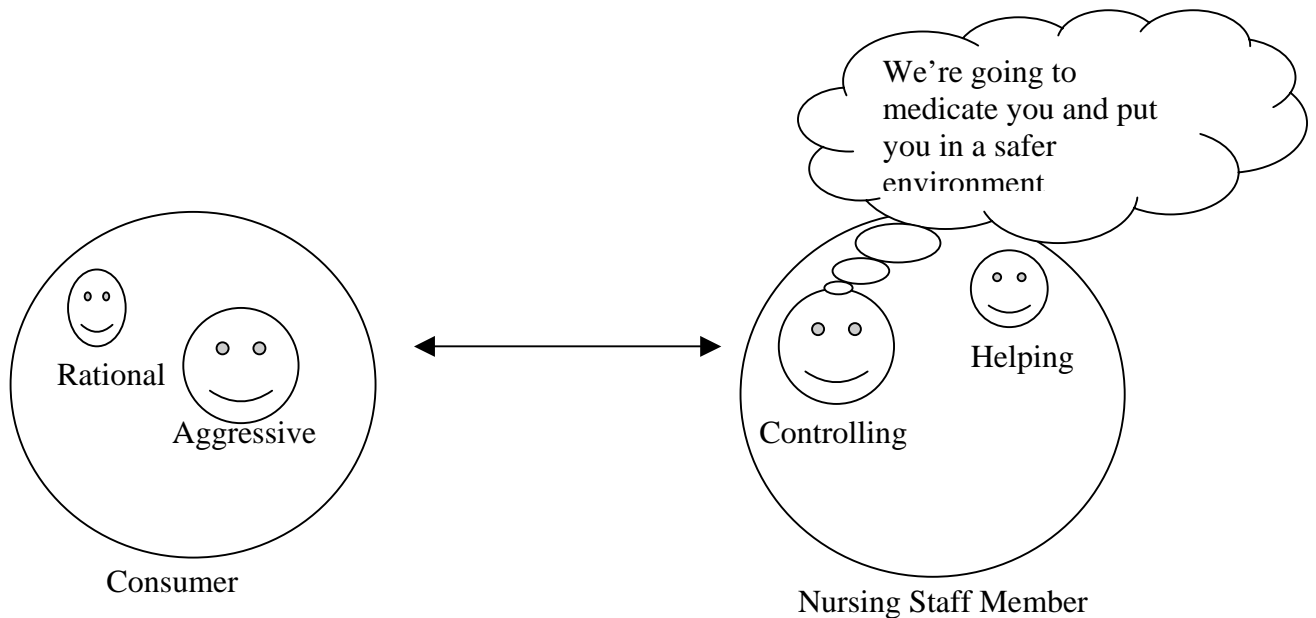 We’re going to
medicate you and put
you in a safer
environment
Rational
Aggressive
Helping
Controlling
Consumer
Nursing Staff Member